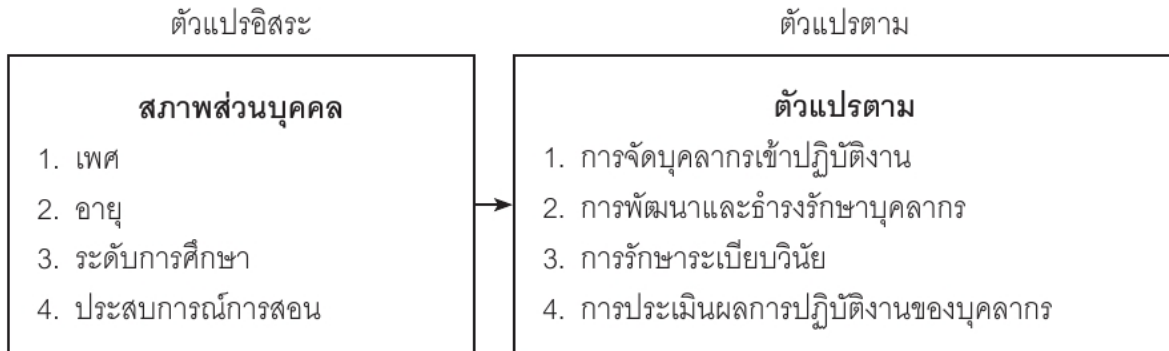 ตัวแปรอิสระ
ตัวแปรตาม
สภาพส่วนบุคคล
1. เพศ
2. อายุ
3. ระดับการศึกษา
4. ประสบการณ์การสอน
ตัวแปรตาม
1. การจัดบุคลากรเข้าปฏิบัติงาน
2. การพัฒนาและธำรงรักษาบุคลากร
3. การรักษาระเบียบวินัย
4. การประเมินผลการปฏิบัติงานของบุคลากร